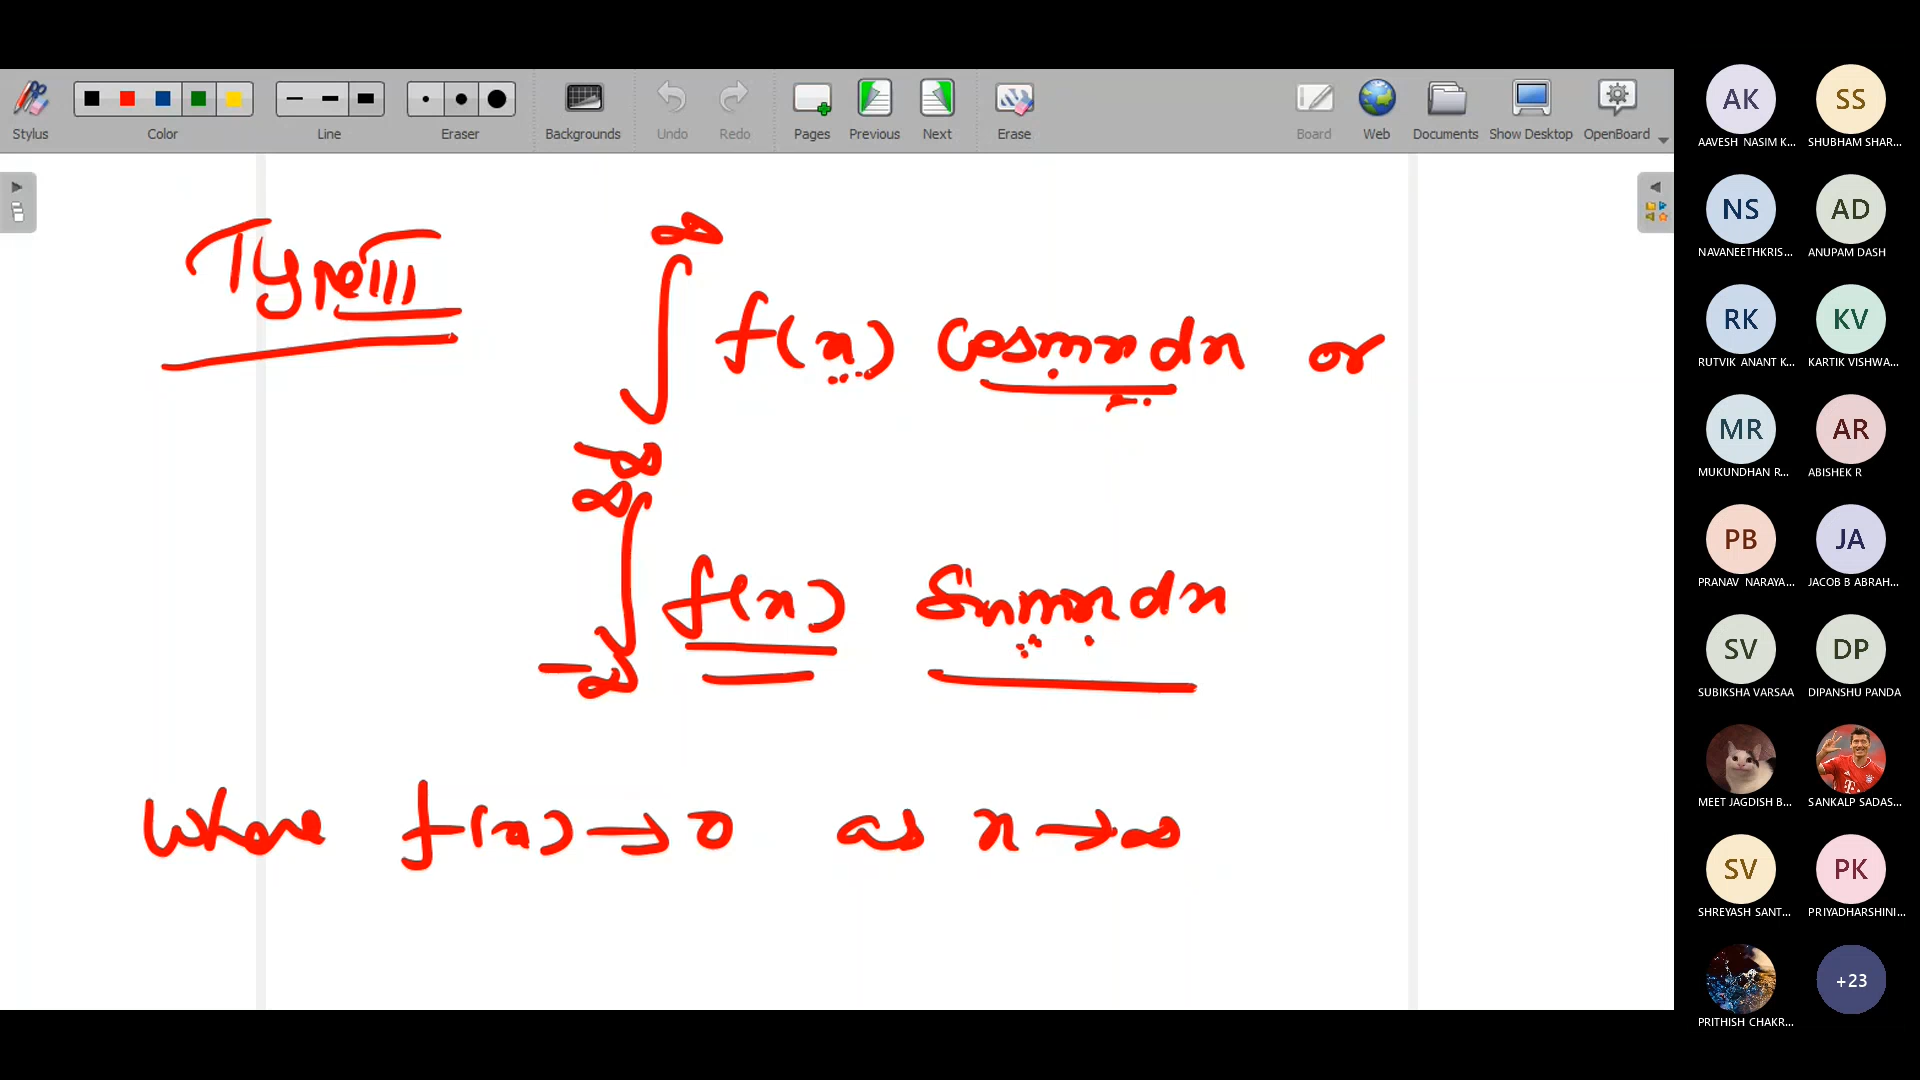 Stylus Color Line Eraser Backgrounds Undo Redo Pages Previous Next Erase Board Web Documents Show Desktop OpenBoard
Type III
∞
∫ f(x) cosmx dx or
-∞
∞
∫ f(x) Sinmx dx
-∞
where f(x) → 0 as x → ∞
AK SS
AAVESH NASIM K... SHUBHAM SHAR...
NS AD
NAVANEETHKRIS... ANUPAM DASH
RK KV
RUTVIK ANANT K... KARTIK VISHWA...
MR AR
MUKUNDHAN R... ABISHEK R
PB JA
PRANAV NARAYA... JACOB B ABRAH...
SV DP
SUBIKSHA VARSAA DIPANSHU PANDA
MEET JAGDISH B... SANKALP SADAS...
SV PK
SHREYASH SANT... PRIYADHARSHINI...
+23
PRITHISH CHAKR...